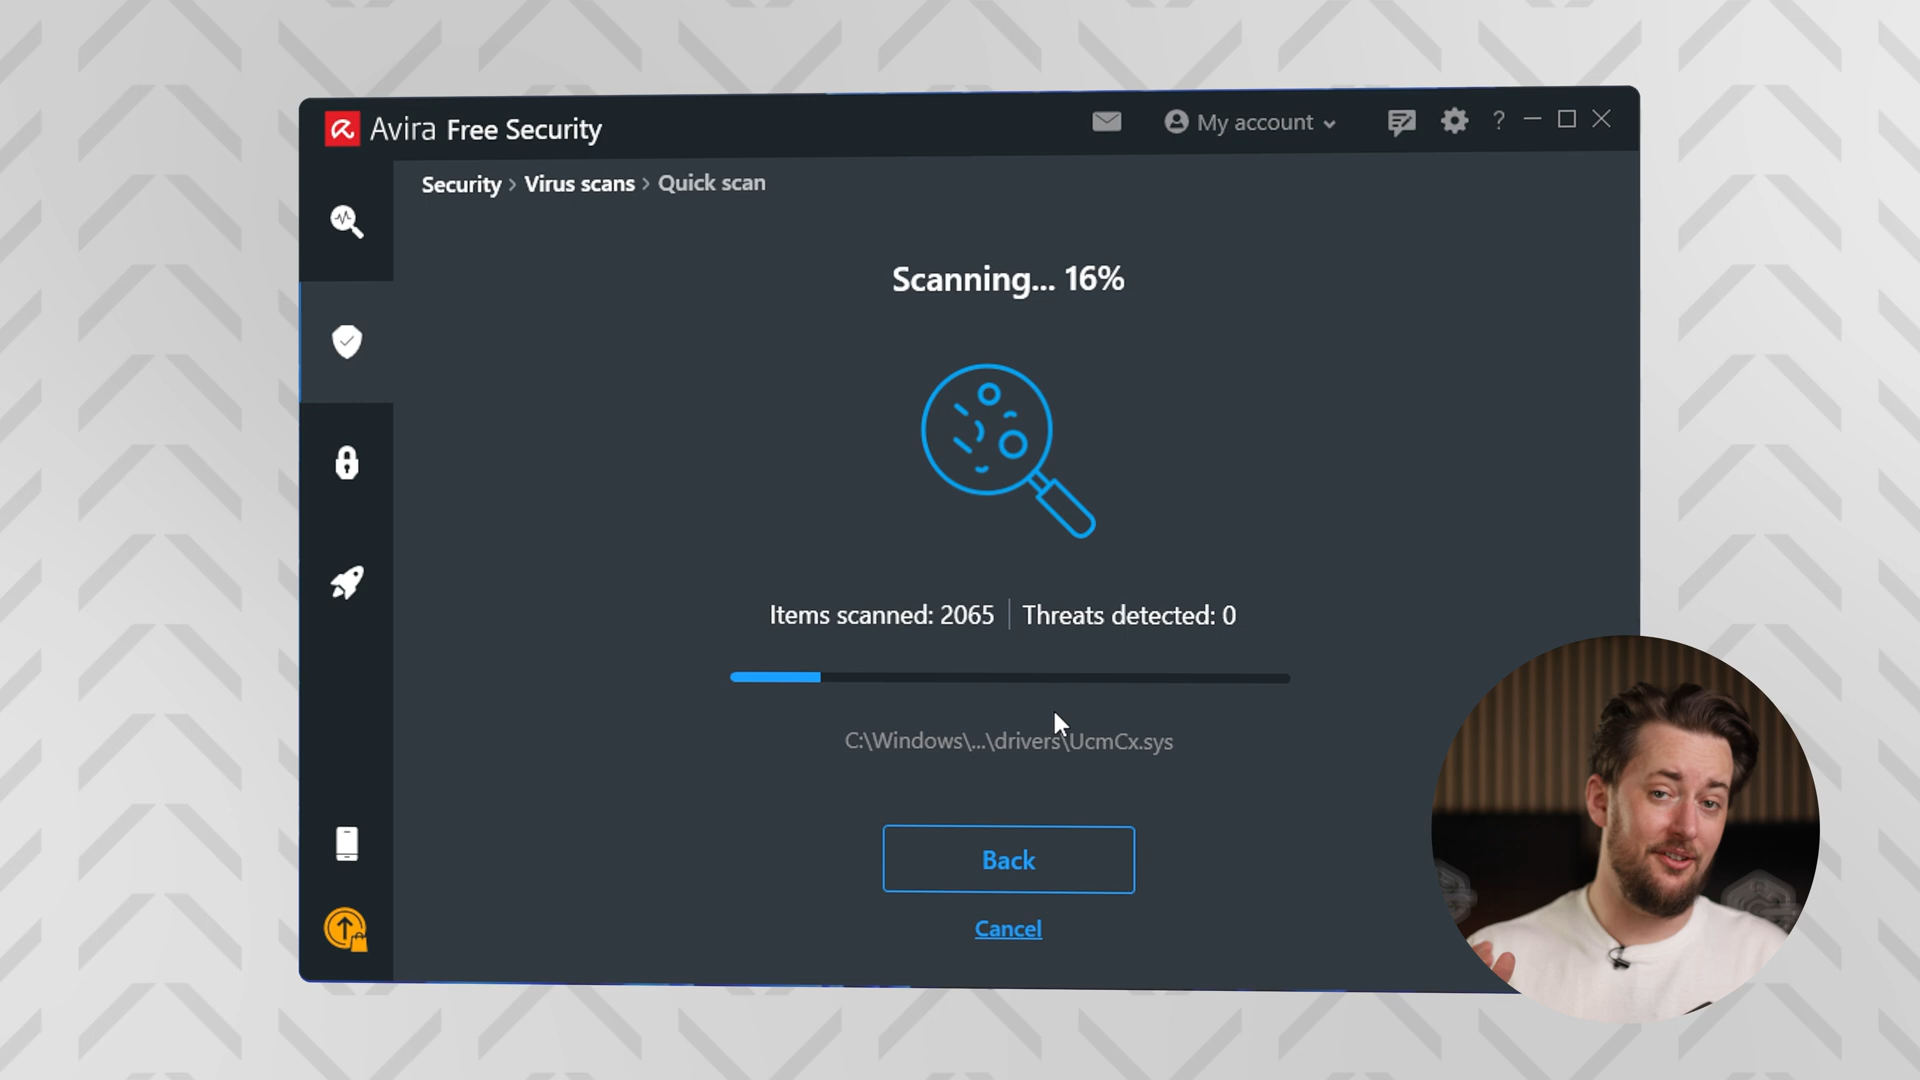 Avira Free Security
My account
?
Security > Virus scans > Quick scan
Scanning... 16%
Items scanned: 2065 | Threats detected: 0
C:\Windows\...\drivers\UcmCx.sys
Back
Cancel